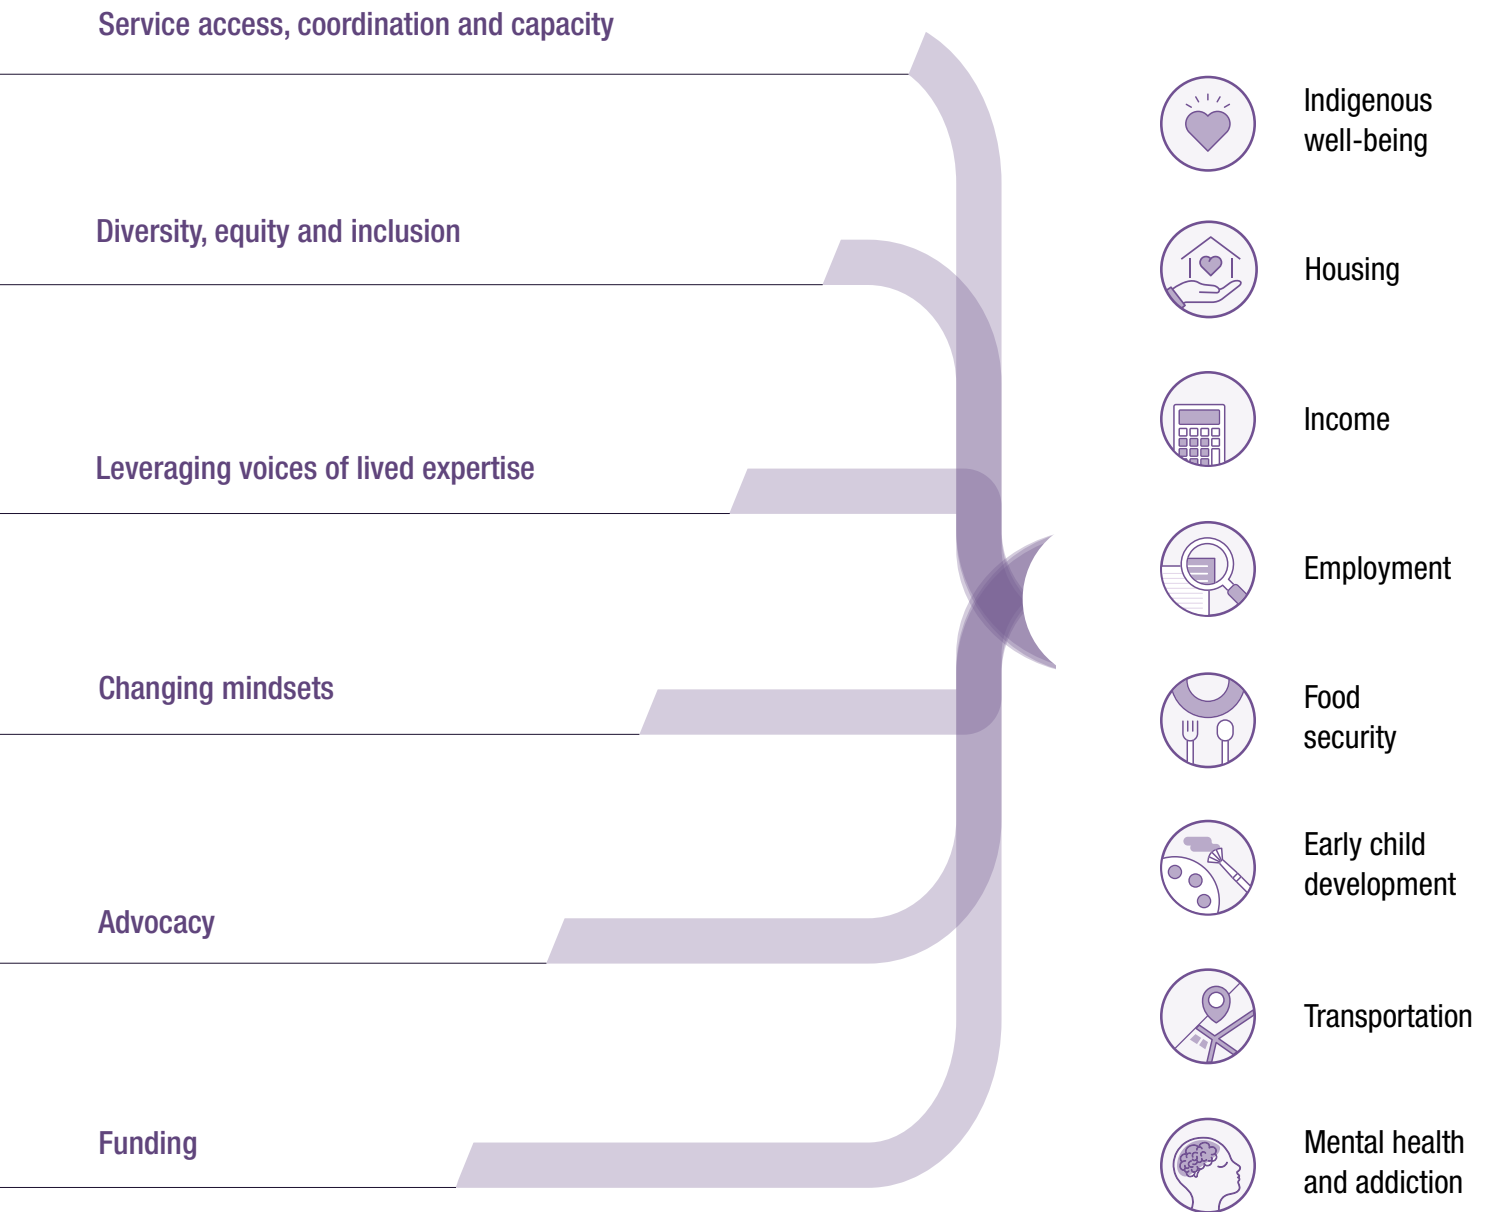 Service access, coordination and capacity
Diversity, equity and inclusion
Leveraging voices of lived expertise
Changing mindsets
Advocacy
Funding
Indigenous
well-being
Housing
Income
Employment
Food
security
Early child
development
Transportation
Mental health
and addiction